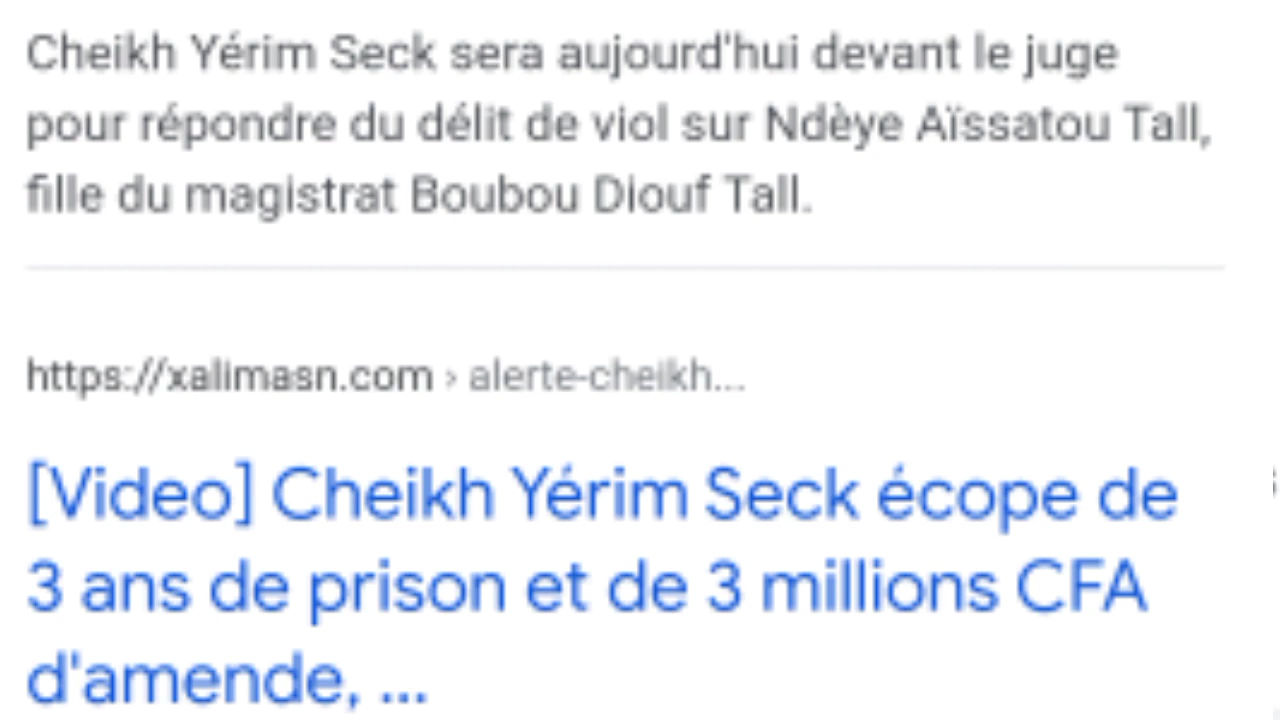 Cheikh Yérim Seck sera aujourd'hui devant le juge
pour répondre du délit de viol sur Ndèye Aïssatou Tall,
fille du magistrat Boubou Diouf Tall.
https://xalimasn.com › alerte-cheikh...
[Video] Cheikh Yérim Seck écope de
3 ans de prison et de 3 millions CFA
d'amende, ...